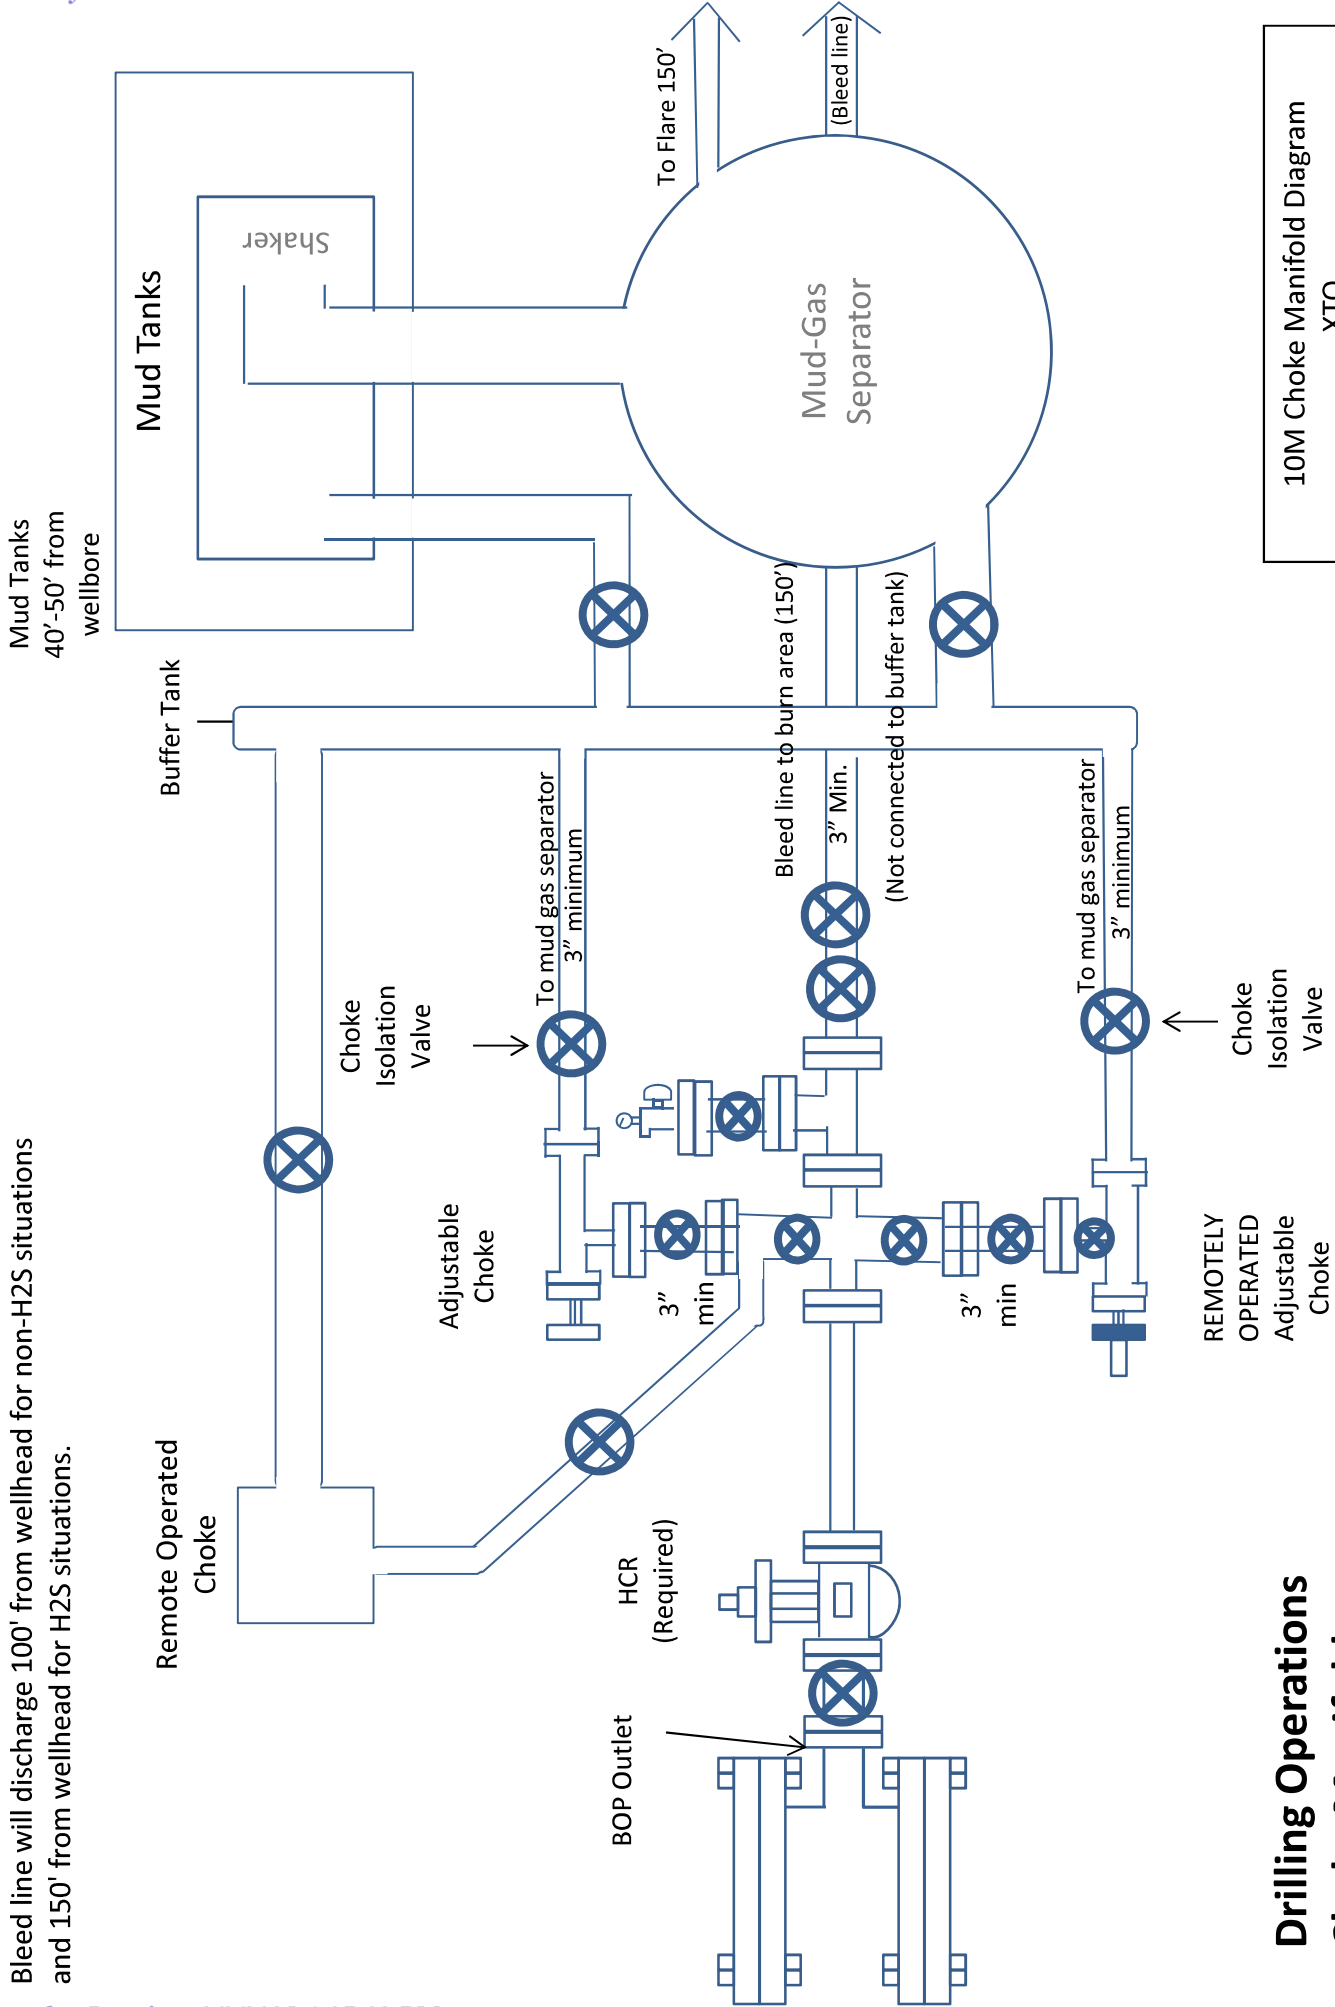 Bleed line will discharge 100' from wellhead for non-H2S situations
and 150' from wellhead for H2S situations.
Mud Tanks
40’-50’ from
wellbore
Mud Tanks
Shaker
Buffer Tank
Remote Operated
Choke
Choke
Isolation
Valve
Adjustable
Choke
To mud gas separator
3” minimum
To Flare 150’
(Bleed line)
Mud-Gas
Separator
Bleed line to burn area (150’)
3” Min.
(Not connected to buffer tank)
3”
min
3”
min
HCR
(Required)
BOP Outlet
To mud gas separator
3” minimum
Choke
Isolation
Valve
REMOTELY
OPERATED
Adjustable
Choke
10M Choke Manifold Diagram
XTO
Drilling Operations